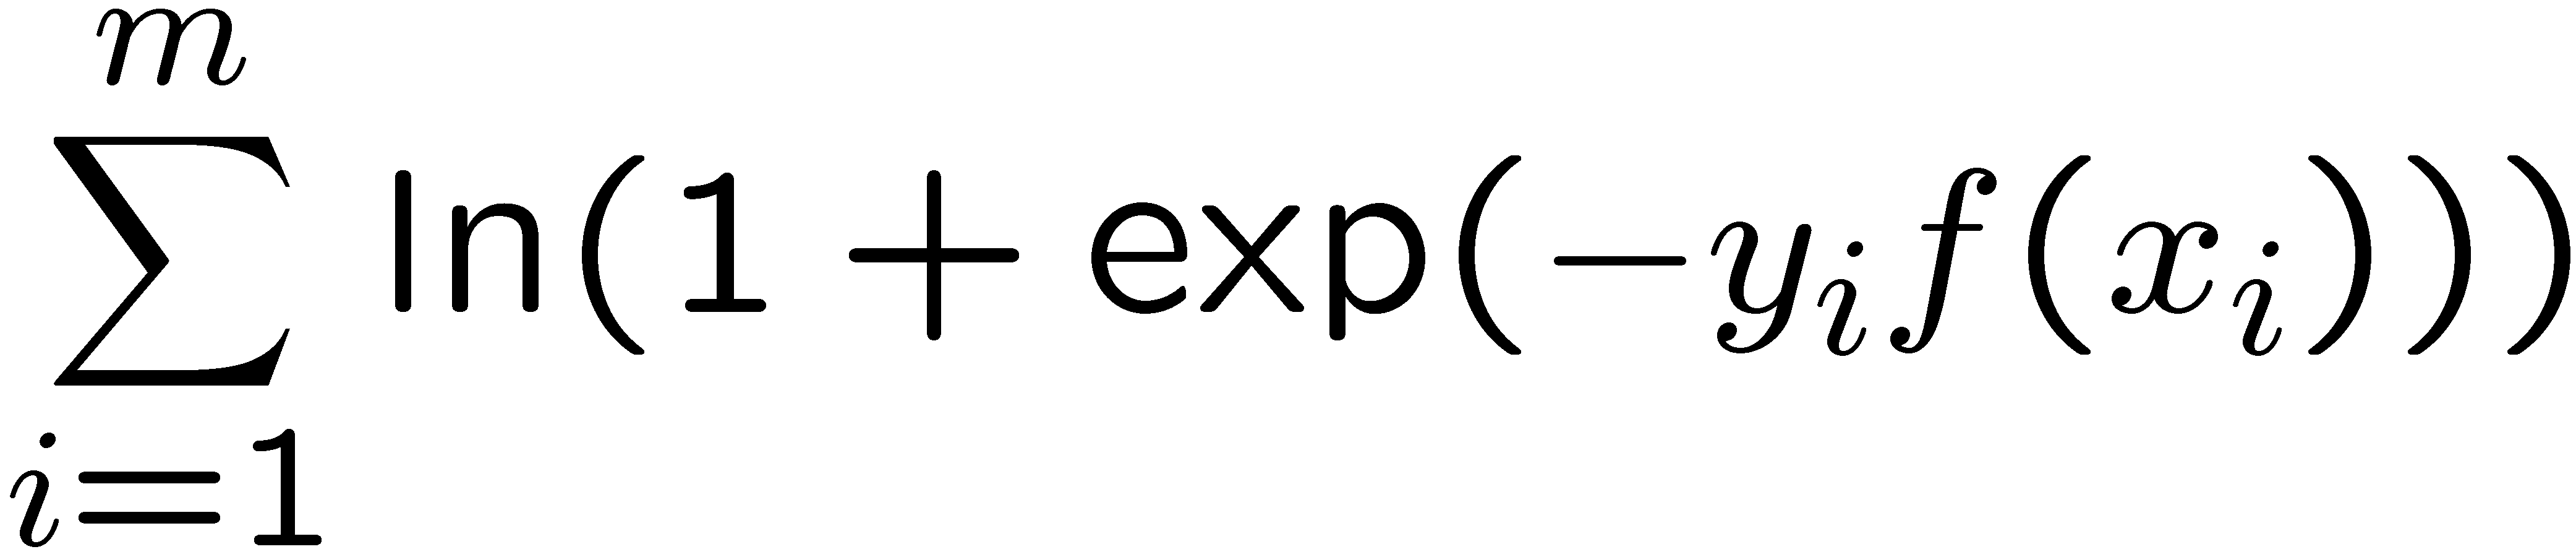 m
∑ ln(1 + exp(−yᵢf(xᵢ)))
i=1